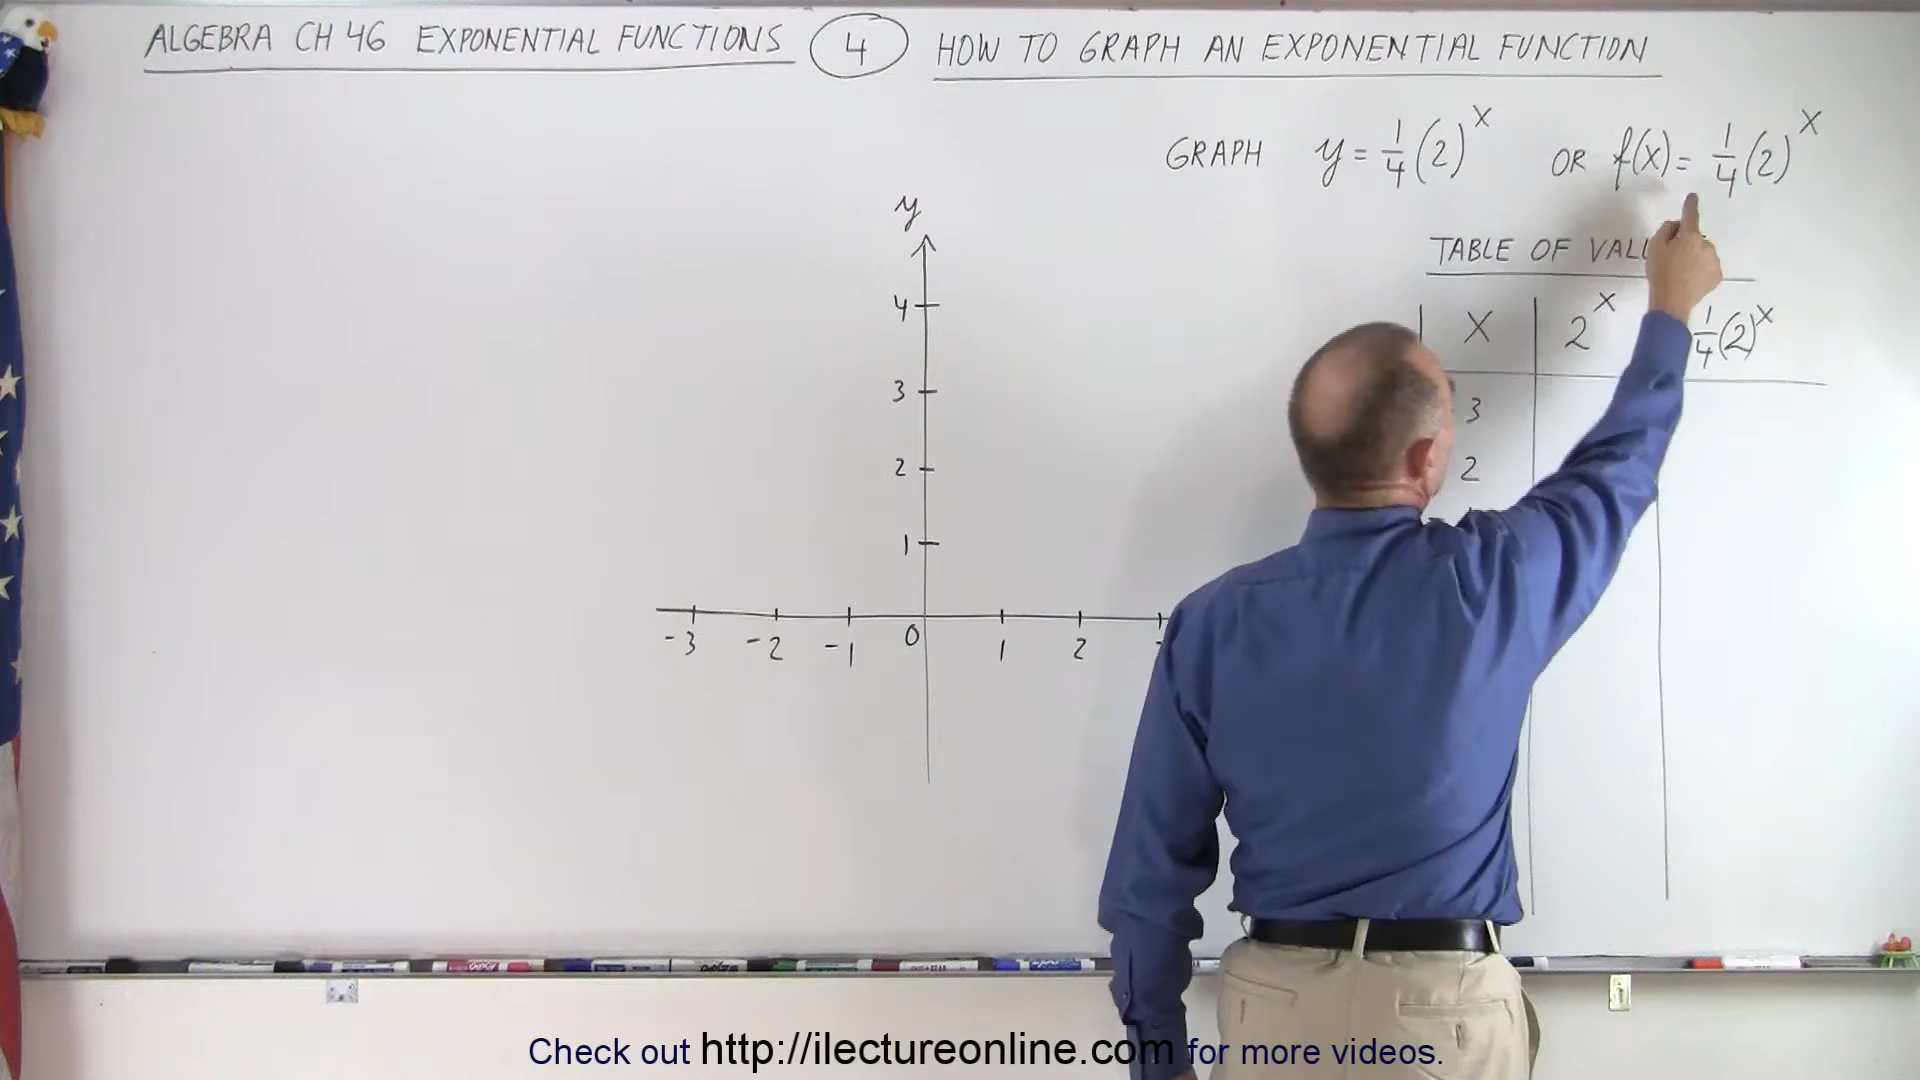 ALGEBRA CH 46 EXPONENTIAL FUNCTIONS 4 HOW TO GRAPH AN EXPONENTIAL FUNCTION
GRAPH y = 1/4 (2)^x OR f(x) = 1/4 (2)^x
TABLE OF
X 2^x 1/4 (2)^x
3
2
y
4
3
2
1
-3 -2 -1 0 1 2
Check out http://ilectureonline.com for more videos.